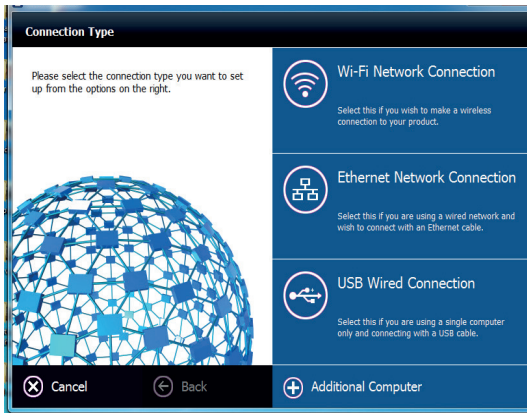 Connection Type
Please select the connection type you want to set
up from the options on the right.
Wi-Fi Network Connection
Select this if you wish to make a wireless
connection to your product.
Ethernet Network Connection
Select this if you are using a wired network and
wish to connect with an Ethernet cable.
USB Wired Connection
Select this if you are using a single computer
only and connecting with a USB cable.
Cancel
Back
Additional Computer